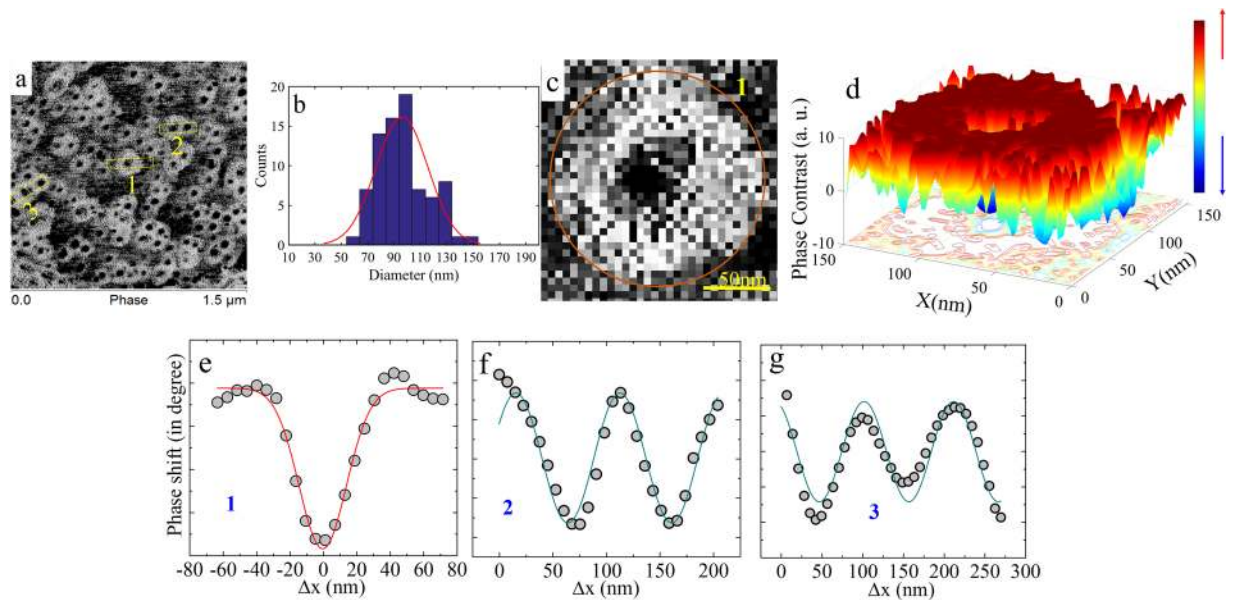 a
2
1
3
0.0 Phase 1.5 μm
b
20
15
10
5
0
Counts
10 30 50 70 90 110 130 150 170 190
Diameter (nm)
c
1
50nm
d
10
0
-10
Phase Contrast (a. u.)
150
100
50
0
X(nm)
0
50
100
150
Y(nm)
e
Phase shift (in degree)
1
-80 -60 -40 -20 0 20 40 60 80
Δx (nm)
f
2
0 50 100 150 200
Δx (nm)
g
3
0 50 100 150 200 250 300
Δx (nm)